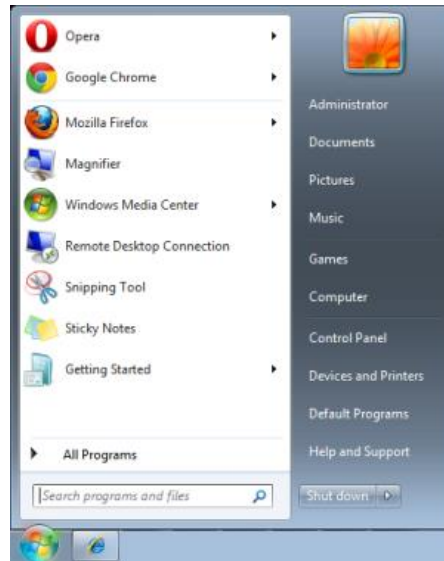 Opera
Google Chrome
Mozilla Firefox
Magnifier
Windows Media Center
Remote Desktop Connection
Snipping Tool
Sticky Notes
Getting Started
All Programs
Search programs and files
Administrator
Documents
Pictures
Music
Games
Computer
Control Panel
Devices and Printers
Default Programs
Help and Support
Shut down